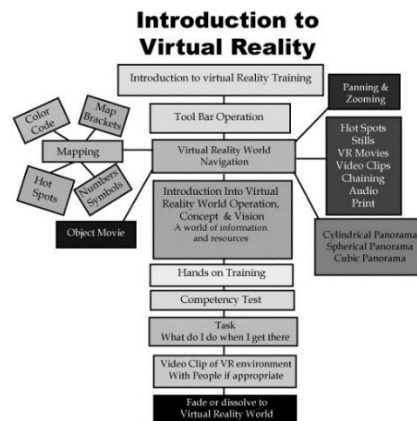 Introduction to
Virtual Reality
Introduction to virtual Reality Training
Panning &
Zooming
Color
Code
Map
Brackets
Tool Bar Operation
Mapping
Virtual Reality World
Navigation
Hot Spots
Stills
VR Movies
Video Clips
Chaining
Audio
Print
Hot
Spots
Numbers
Symbols
Object Movie
Introduction Into Virtual
Reality World Operation,
Concept & Vision
A world of information
and resources
Cylindrical Panorama
Spherical Panorama
Cubic Panorama
Hands on Training
Competency Test
Task
What do I do when I get there
Video Clip of VR environment
With People if appropriate
Fade or dissolve to
Virtual Reality World